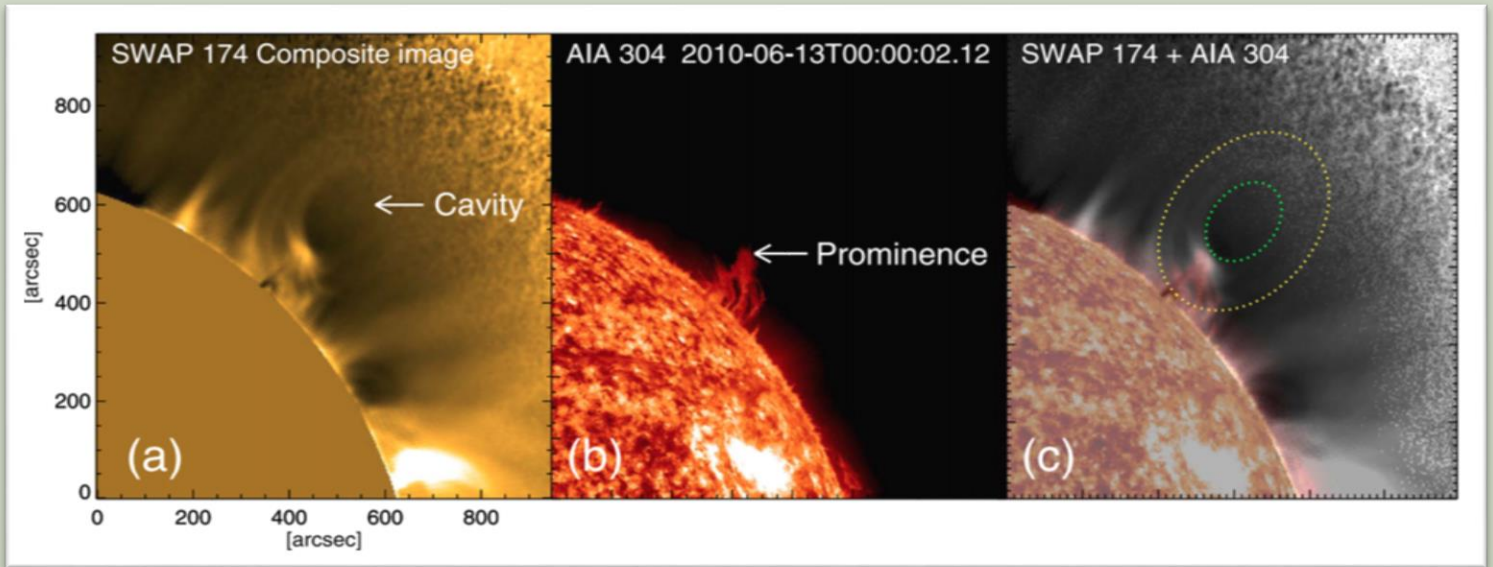 SWAP 174 Composite image
AIA 304 2010-06-13T00:00:02.12
SWAP 174 + AIA 304
800
600
400
200
0
[arcsec]
Cavity
Prominence
(a)
(b)
(c)
0 200 400 600 800
[arcsec]